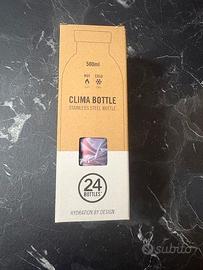 500ml
HOT COLD
CLIMA BOTTLE
STAINLESS STEEL BOTTLE
24
BOTTLES
HYDRATION BY DESIGN
subito